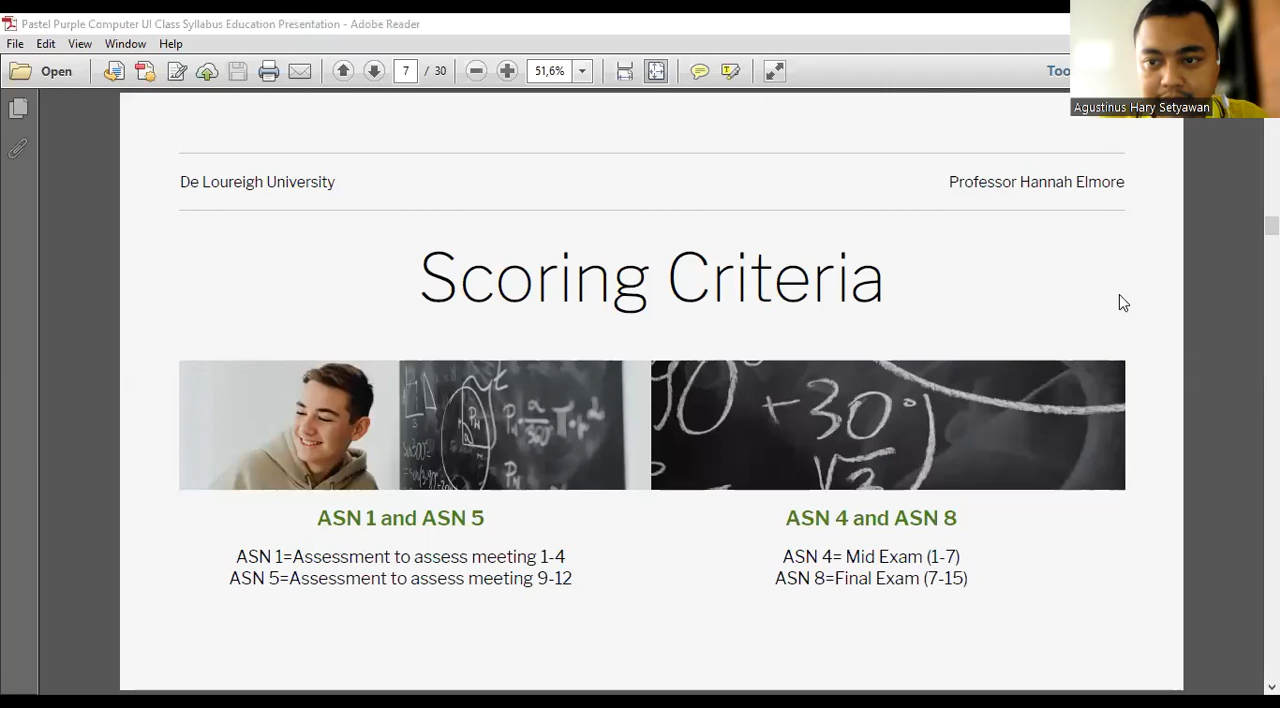 Pastel Purple Computer UI Class Syllabus Education Presentation - Adobe Reader
File Edit View Window Help
Open 7 / 30 51,6% Too
Agustinus Hary Setyawan
De Loureigh University Professor Hannah Elmore
Scoring Criteria
+30°
ASN 1 and ASN 5 ASN 4 and ASN 8
ASN 1=Assessment to assess meeting 1-4 ASN 4= Mid Exam (1-7)
ASN 5=Assessment to assess meeting 9-12 ASN 8=Final Exam (7-15)